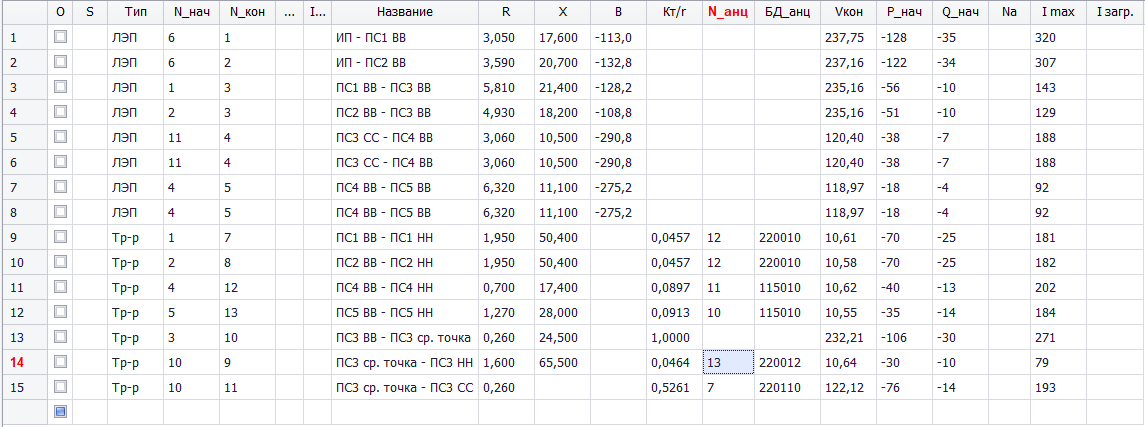 O S Тип N_нач N_кон ... I... Название R X B Кт/r N_анц БД_анц Vкон P_нач Q_нач Na I max I загр.
1 ЛЭП 6 1 ИП - ПС1 ВВ 3,050 17,600 -113,0 237,75 -128 -35 320
2 ЛЭП 6 2 ИП - ПС2 ВВ 3,590 20,700 -132,8 237,16 -122 -34 307
3 ЛЭП 1 3 ПС1 ВВ - ПС3 ВВ 5,810 21,400 -128,2 235,16 -56 -10 143
4 ЛЭП 2 3 ПС2 ВВ - ПС3 ВВ 4,930 18,200 -108,8 235,16 -51 -10 129
5 ЛЭП 11 4 ПС3 СС - ПС4 ВВ 3,060 10,500 -290,8 120,40 -38 -7 188
6 ЛЭП 11 4 ПС3 СС - ПС4 ВВ 3,060 10,500 -290,8 120,40 -38 -7 188
7 ЛЭП 4 5 ПС4 ВВ - ПС5 ВВ 6,320 11,100 -275,2 118,97 -18 -4 92
8 ЛЭП 4 5 ПС4 ВВ - ПС5 ВВ 6,320 11,100 -275,2 118,97 -18 -4 92
9 Тр-р 1 7 ПС1 ВВ - ПС1 НН 1,950 50,400 0,0457 12 220010 10,61 -70 -25 181
10 Тр-р 2 8 ПС2 ВВ - ПС2 НН 1,950 50,400 0,0457 12 220010 10,58 -70 -25 182
11 Тр-р 4 12 ПС4 ВВ - ПС4 НН 0,700 17,400 0,0897 11 115010 10,62 -40 -13 202
12 Тр-р 5 13 ПС5 ВВ - ПС5 НН 1,270 28,000 0,0913 10 115010 10,55 -35 -14 184
13 Тр-р 3 10 ПС3 ВВ - ПС3 ср. точка 0,260 24,500 1,0000 232,21 -106 -30 271
14 Тр-р 10 9 ПС3 ср. точка - ПС3 НН 1,600 65,500 0,0464 13 220012 10,64 -30 -10 79
15 Тр-р 10 11 ПС3 ср. точка - ПС3 СС 0,260 0,5261 7 220110 122,12 -76 -14 193